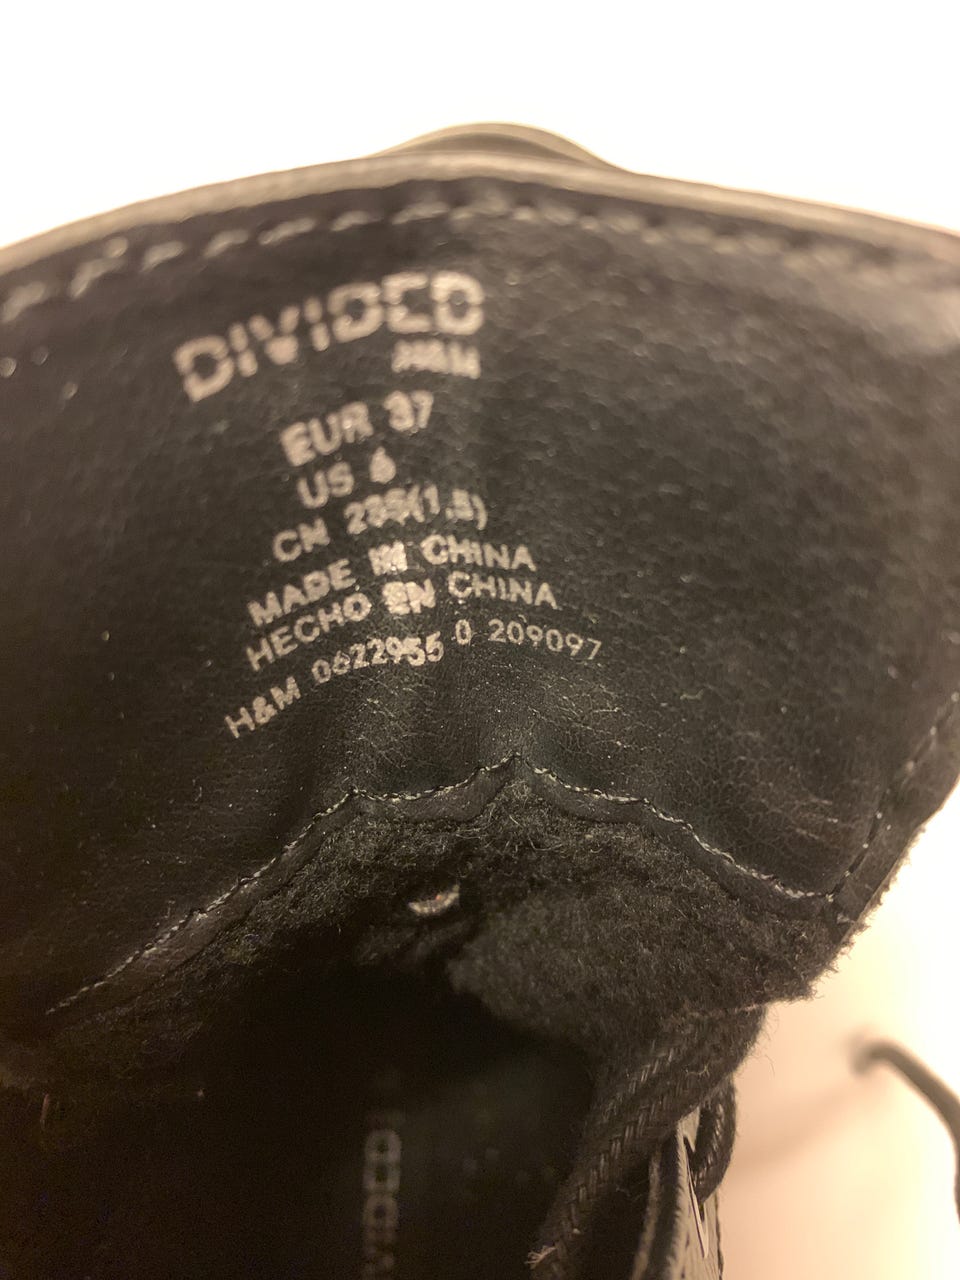 DIVIDED
H&M
EUR 37
US 6
CN 235(1,5)
MADE IN CHINA
HECHO EN CHINA
H&M 0622955 0 209097